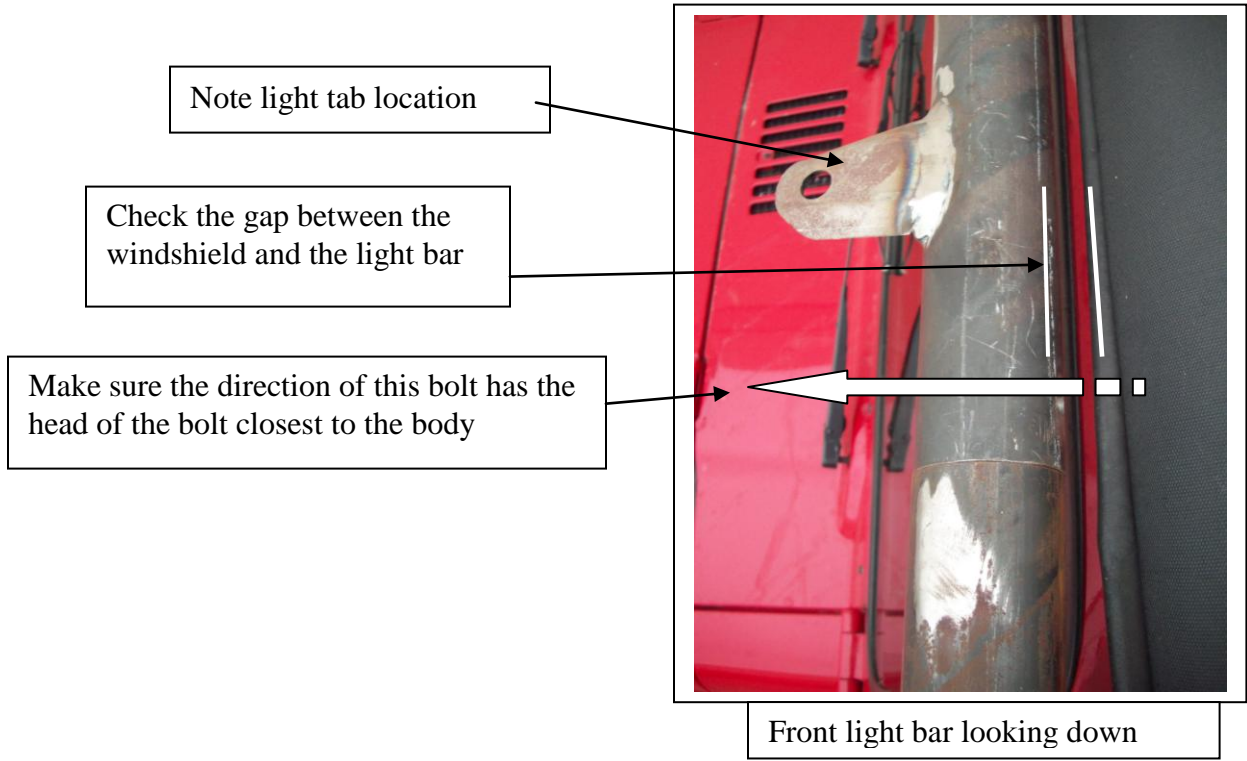 Note light tab location
Check the gap between the
windshield and the light bar
Make sure the direction of this bolt has the
head of the bolt closest to the body
Front light bar looking down